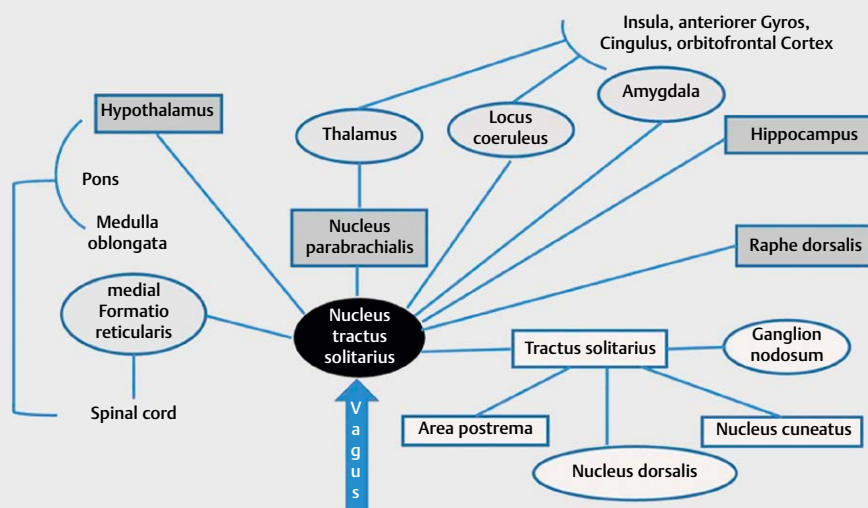 Insula, anteriorer Gyros,
Cingulus, orbitofrontal Cortex
Hypothalamus
Thalamus
Locus
coeruleus
Amygdala
Hippocampus
Pons
Medulla
oblongata
Nucleus
parabrachialis
Raphe dorsalis
medial
Formatio
reticularis
Nucleus
tractus
solitarius
Tractus solitarius
Ganglion
nodosum
Spinal cord
Vagus
Area postrema
Nucleus cuneatus
Nucleus dorsalis